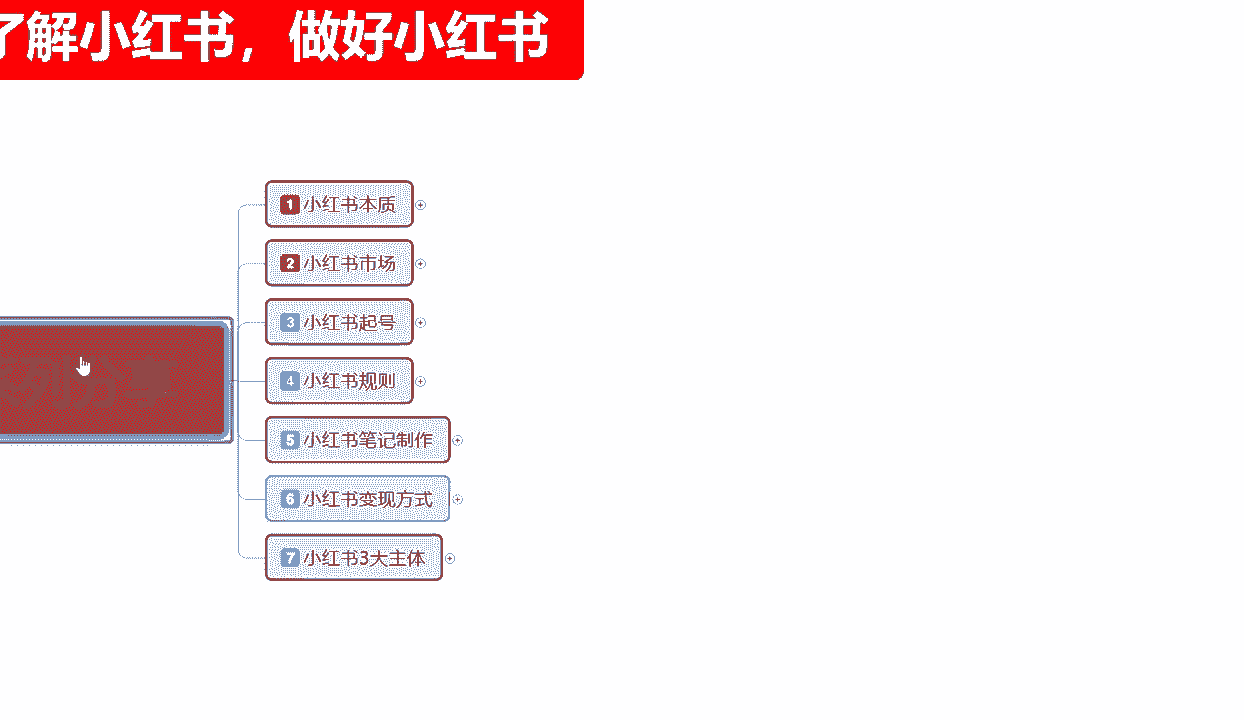 了解小红书，做好小红书
1 小红书本质
2 小红书市场
3 小红书起号
4 小红书规则
5 小红书笔记制作
6 小红书变现方式
7 小红书3大主体